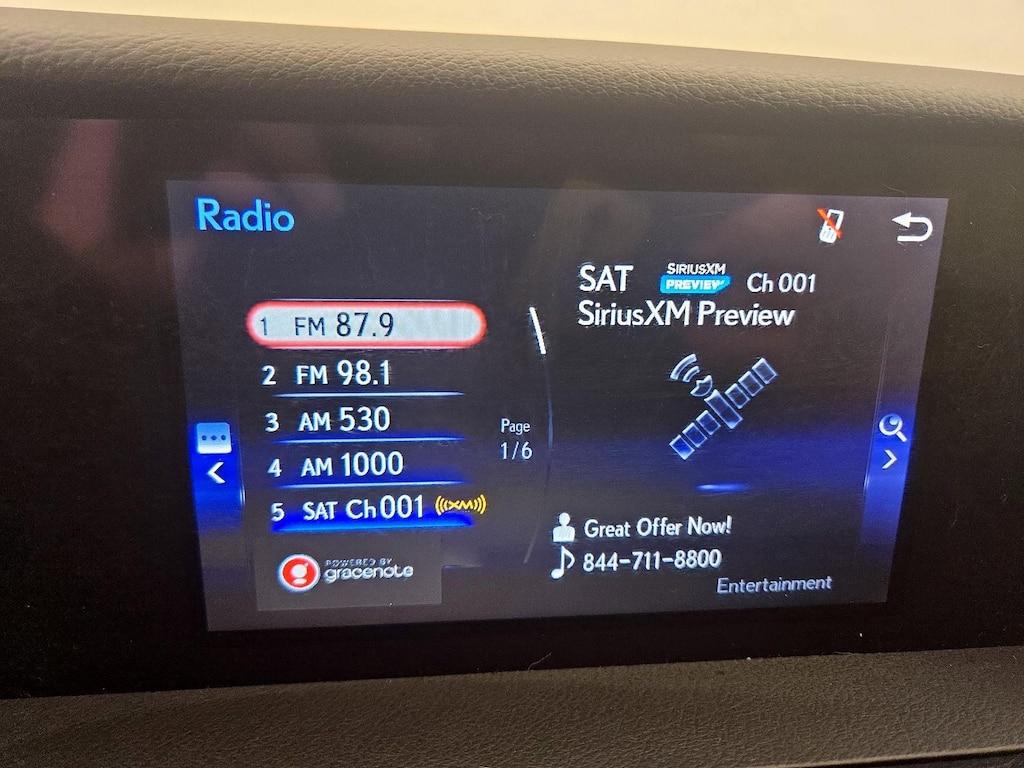 Radio
SAT SIRIUSXM PREVIEW Ch 001
SiriusXM Preview
1 FM 87.9
2 FM 98.1
3 AM 530
4 AM 1000
5 SAT Ch001 ((XM))
Page
1/6
POWERED BY
gracenote
Great Offer Now!
844-711-8800
Entertainment